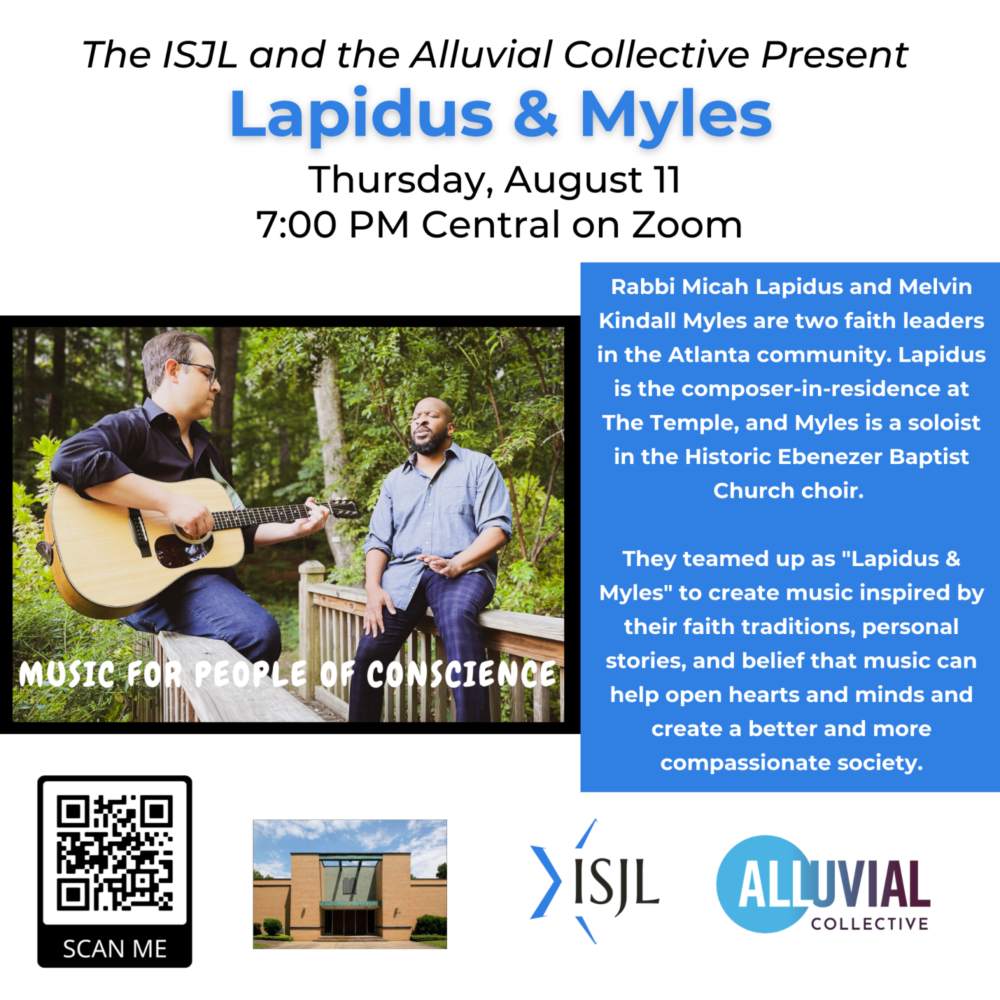 The ISJL and the Alluvial Collective Present
Lapidus & Myles
Thursday, August 11
7:00 PM Central on Zoom
Rabbi Micah Lapidus and Melvin
Kindall Myles are two faith leaders
in the Atlanta community. Lapidus
is the composer-in-residence at
The Temple, and Myles is a soloist
in the Historic Ebenezer Baptist
Church choir.
They teamed up as "Lapidus &
Myles" to create music inspired by
their faith traditions, personal
stories, and belief that music can
help open hearts and minds and
create a better and more
compassionate society.
MUSIC FOR PEOPLE OF CONSCIENCE
SCAN ME
ISJL
ALLUVIAL
COLLECTIVE